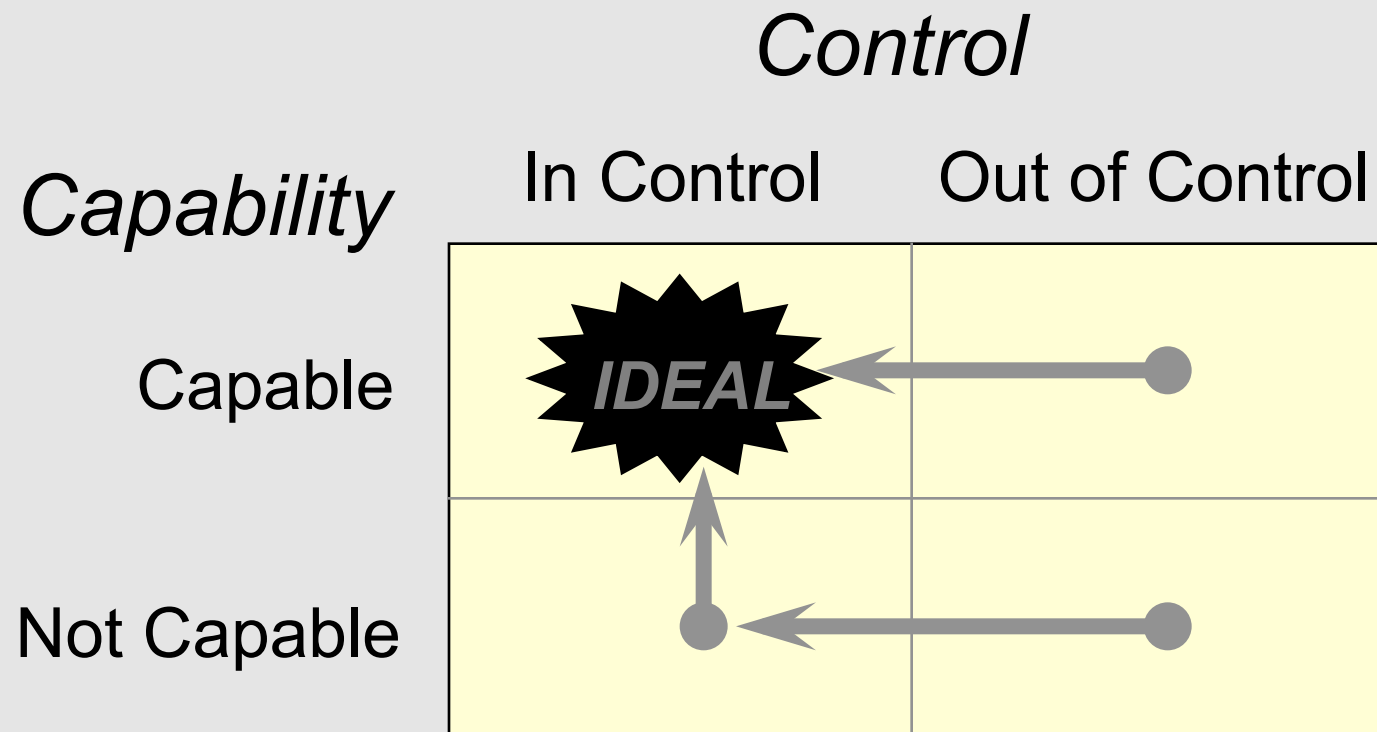 Control
In Control
Out of Control
Capability
Capable
IDEAL
Not Capable